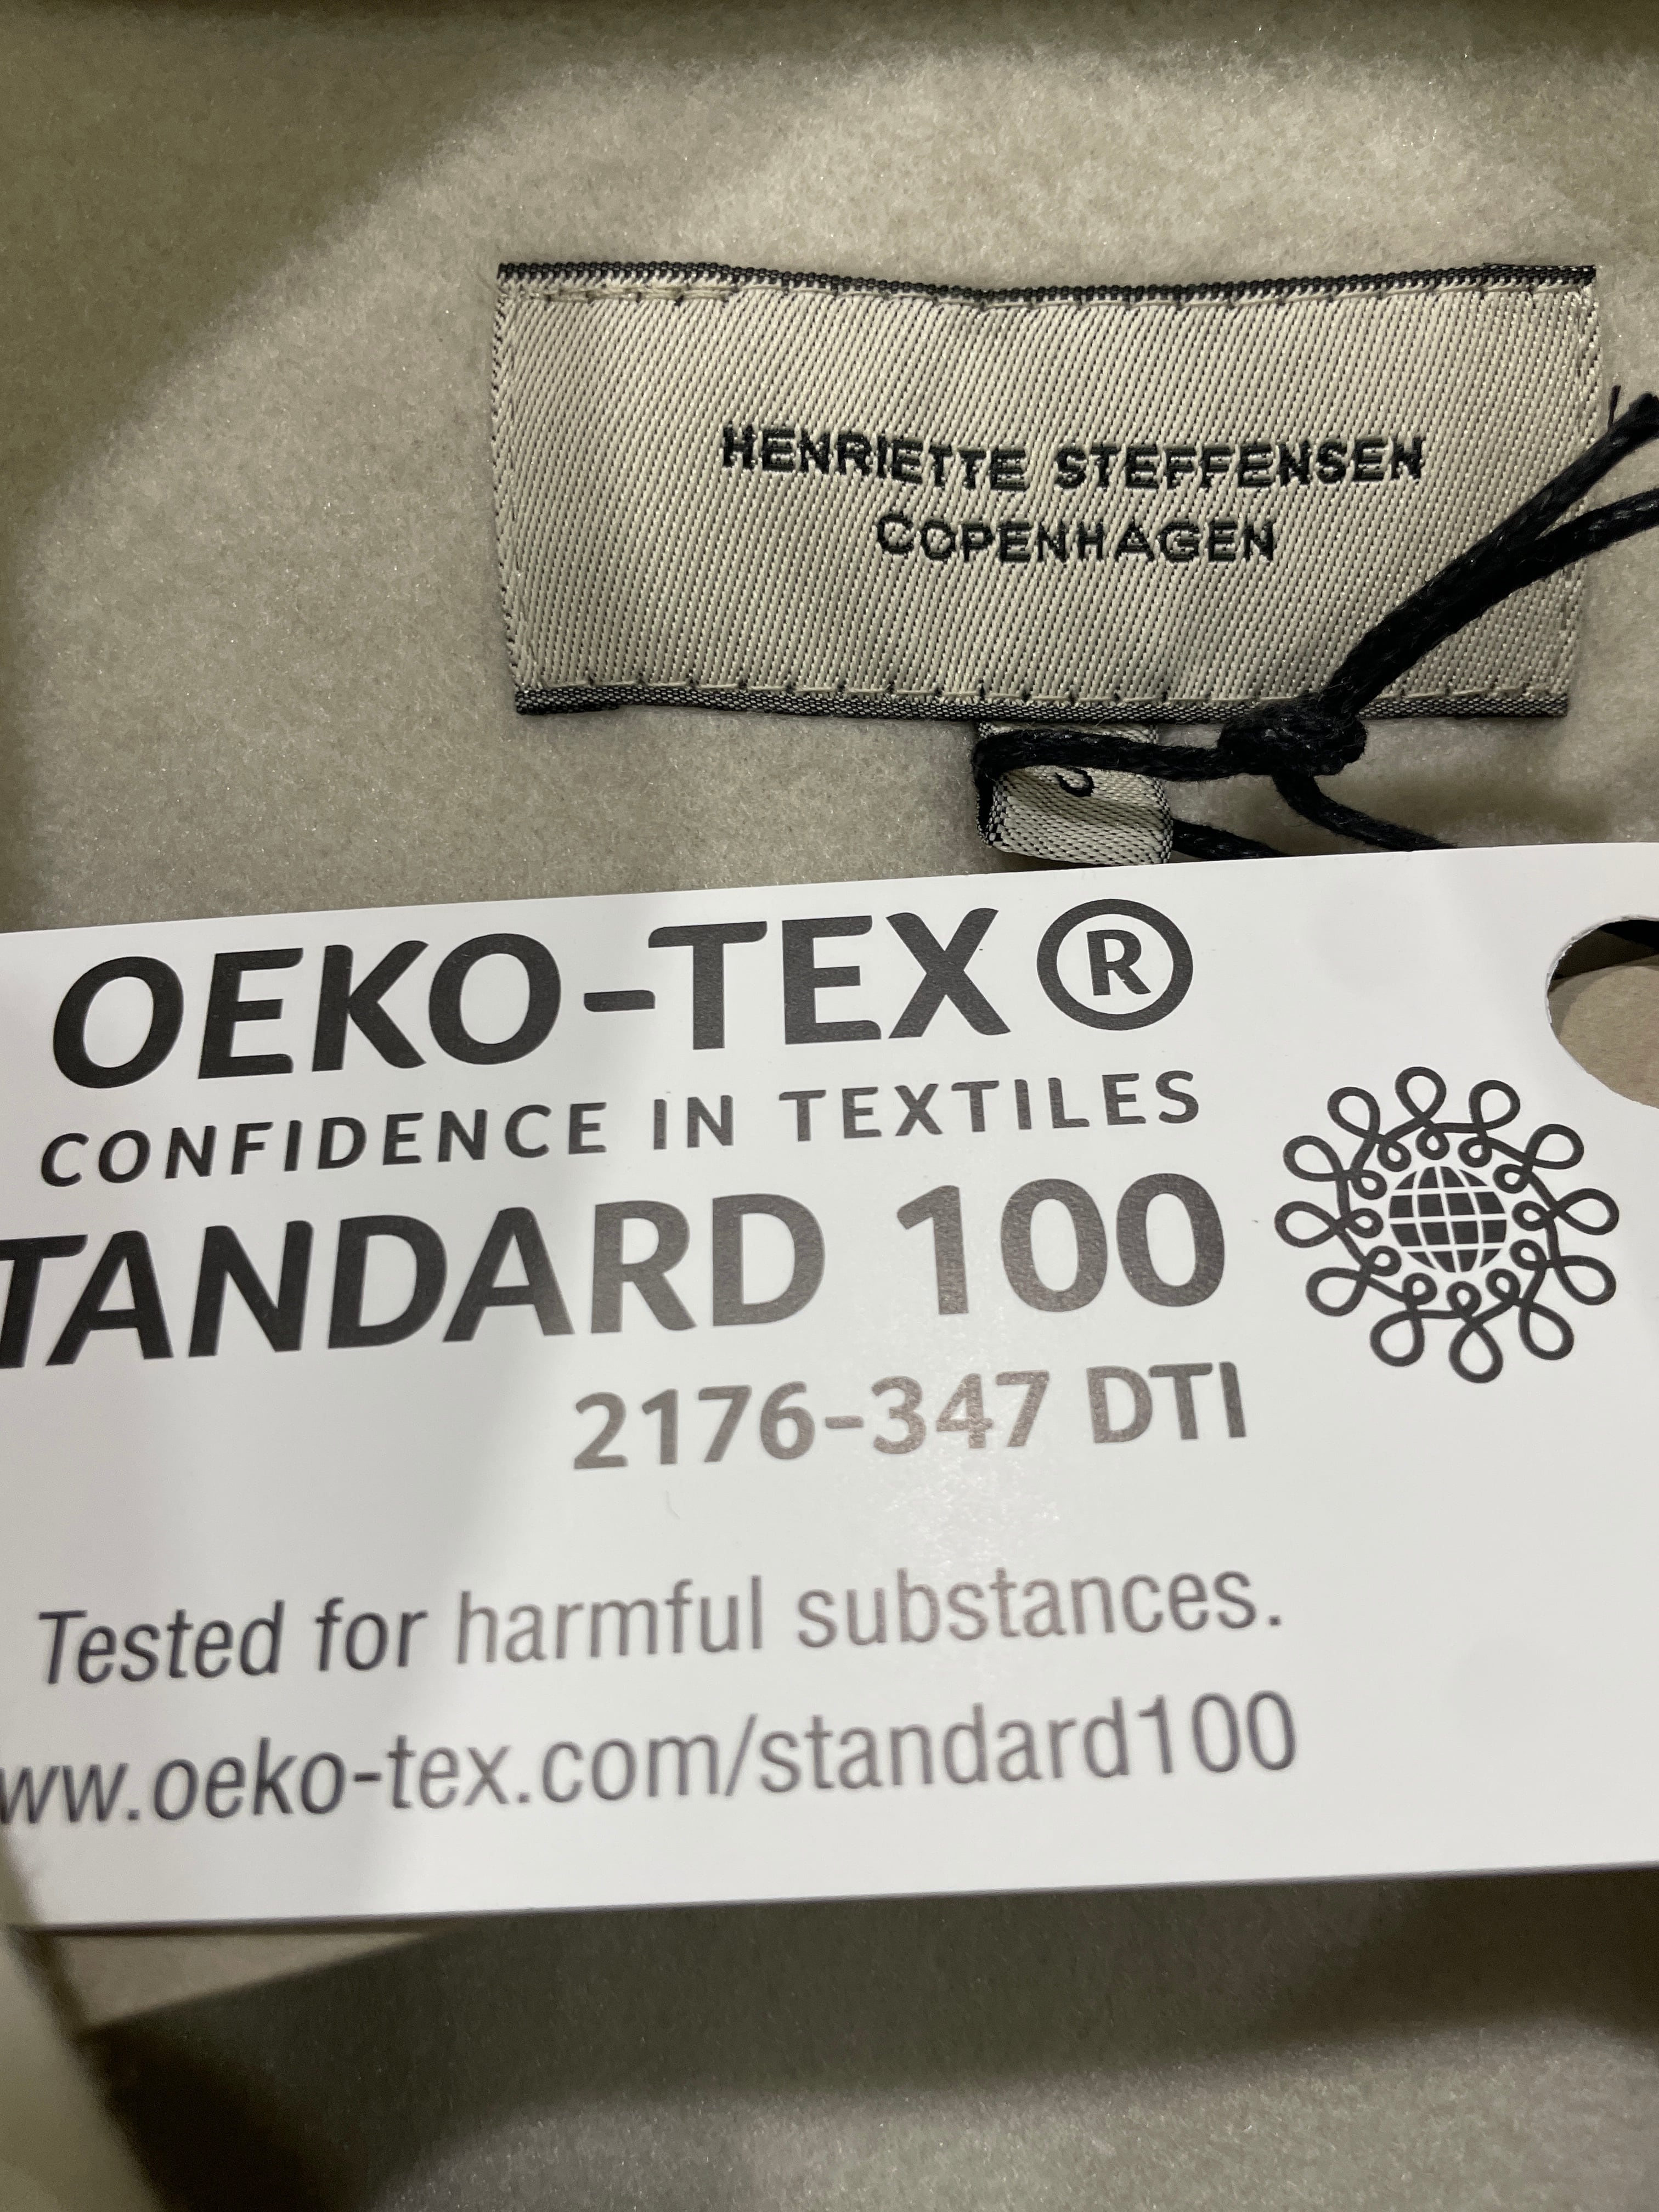 HENRIETTE STEFFENSEN
COPENHAGEN
OEKO-TEX®
CONFIDENCE IN TEXTILES
TANDARD 100
2176-347 DTI
Tested for harmful substances.
ww.oeko-tex.com/standard100